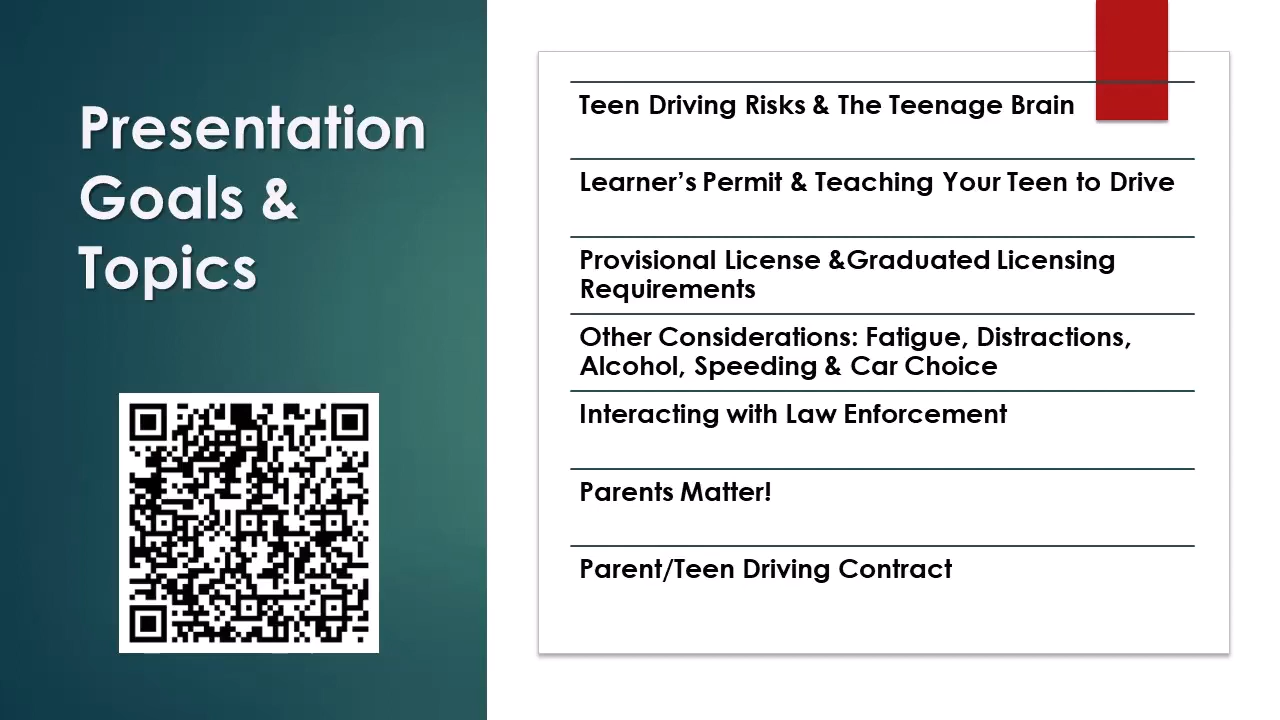 Presentation
Goals &
Topics
Teen Driving Risks & The Teenage Brain
Learner’s Permit & Teaching Your Teen to Drive
Provisional License &Graduated Licensing
Requirements
Other Considerations: Fatigue, Distractions,
Alcohol, Speeding & Car Choice
Interacting with Law Enforcement
Parents Matter!
Parent/Teen Driving Contract